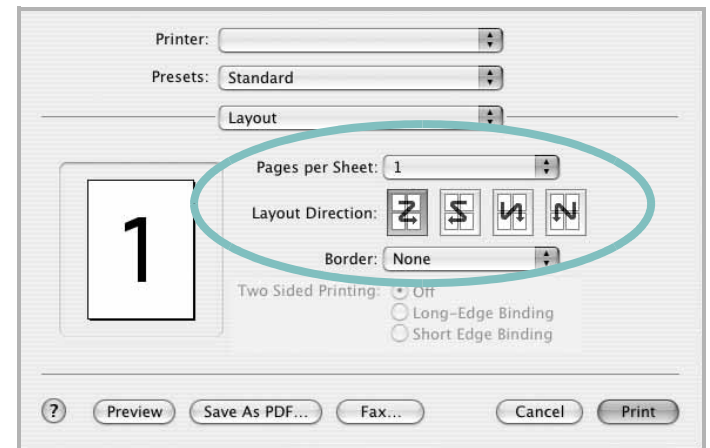 Printer:
Presets: Standard
Layout
Pages per Sheet: 1
1
Layout Direction:
Border: None
Two Sided Printing: Off
Long-Edge Binding
Short Edge Binding
? Preview Save As PDF... Fax... Cancel Print